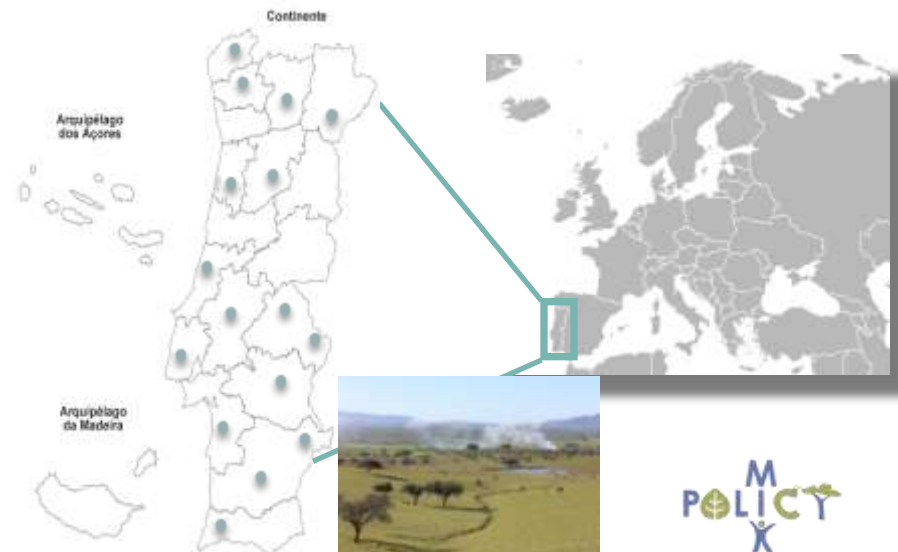 Continente
Arquipélago
dos Açores
Arquipélago
da Madeira
POLICY
MIX